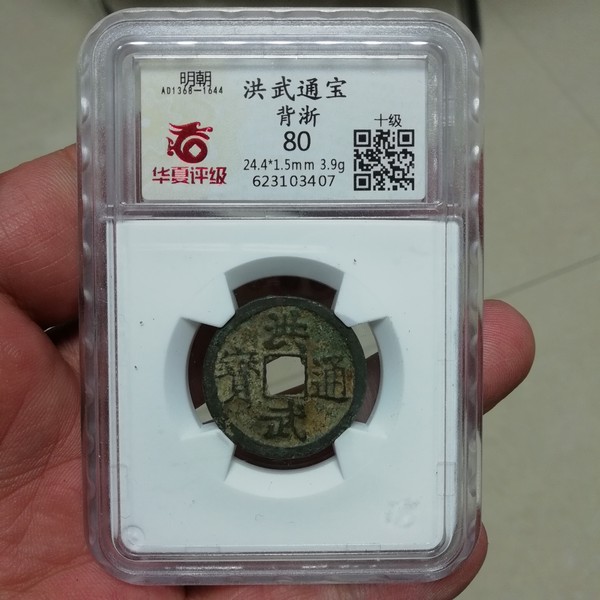 明朝
AD1368-1644
华夏评级
洪武通宝
背浙
80
24.4*1.5mm 3.9g
623103407
十级
洪武通寶